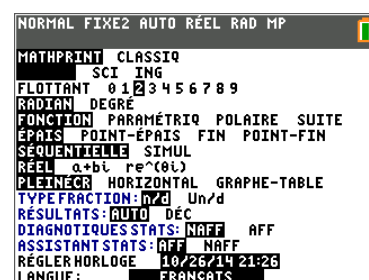 NORMAL FIXE2 AUTO RÉEL RAD MP
MATHPRINT CLASSIQ
SCI ING
FLOTTANT 0 1 2 3 4 5 6 7 8 9
RADIAN DEGRÉ
FONCTION PARAMÉTRIQ POLAIRE SUITE
ÉPAIS POINT-ÉPAIS FIN POINT-FIN
SÉQUENTIELLE SIMUL
RÉEL a+bi re^(θi)
PLEINÉCR HORIZONTAL GRAPHE-TABLE
TYPE FRACTION: n/d Un/d
RÉSULTATS: AUTO DÉC
DIAGNOTIQUES STATS: NAFF AFF
ASSISTANT STATS: AFF NAFF
RÉGLER HORLOGE 10/26/14 21:26
LANGUE: FRANÇAIS